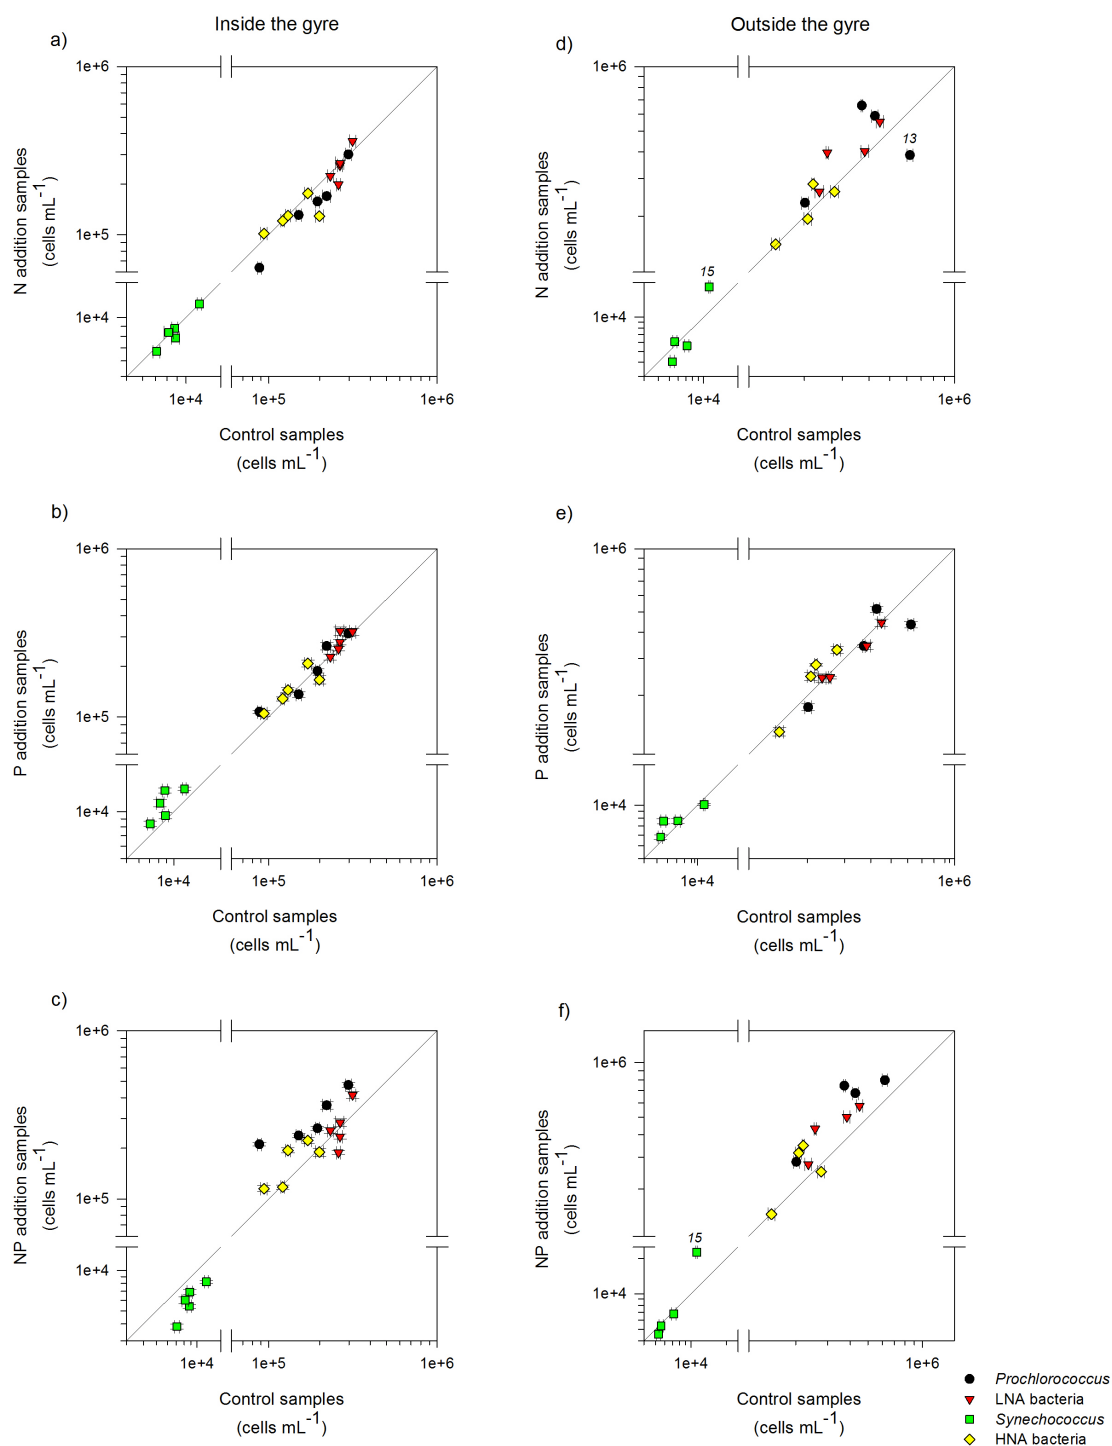 Inside the gyre
Outside the gyre
a)
1e+6
1e+5
1e+4
N addition samples
(cells mL-1)
1e+4
1e+5
1e+6
Control samples
(cells mL-1)
d)
1e+6
13
15
1e+4
N addition samples
(cells mL-1)
1e+4
1e+6
Control samples
(cells mL-1)
b)
1e+6
1e+5
1e+4
P addition samples
(cells mL-1)
1e+4
1e+5
1e+6
Control samples
(cells mL-1)
e)
1e+6
1e+4
P addition samples
(cells mL-1)
1e+4
1e+6
Control samples
(cells mL-1)
c)
1e+6
1e+5
1e+4
NP addition samples
(cells mL-1)
1e+4
1e+5
1e+6
Control samples
(cells mL-1)
f)
1e+6
15
1e+4
NP addition samples
(cells mL-1)
1e+4
1e+6
Control samples
(cells mL-1)
Prochlorococcus
LNA bacteria
Synechococcus
HNA bacteria